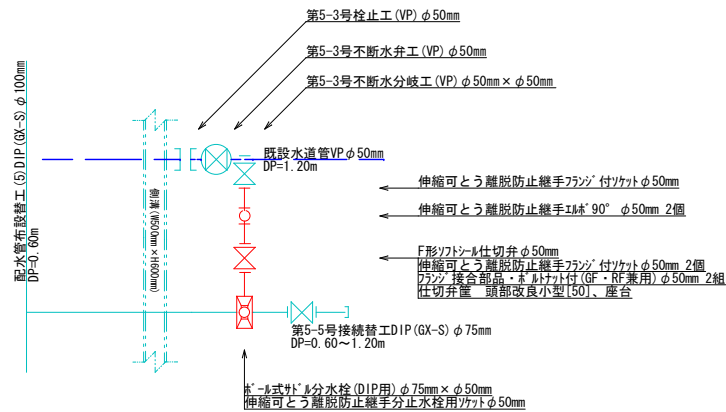 第5-3号栓止工(VP)φ50mm
第5-3号不断水弁工(VP)φ50mm
第5-3号不断水分岐工(VP)φ50mm×φ50mm
配水管布設替工(5)DIP(GX-S)φ100mm
DP=0.60m
側溝(W500mm×H600mm)
既設水道管VPφ50mm
DP=1.20m
伸縮可とう離脱防止継手フランジ付ソケットφ50mm
伸縮可とう離脱防止継手エルボ90° φ50mm 2個
F形ソフトシール仕切弁φ50mm
伸縮可とう離脱防止継手フランジ付ソケットφ50mm 2個
フランジ接合部品・ボルトナット付(GF・RF兼用)φ50mm 2組
仕切弁筐 頭部改良小型[50]、座台
第5-5号接続替工DIP(GX-S)φ75mm
DP=0.60～1.20m
ボール式サドル分水栓(DIP用)φ75mm×φ50mm
伸縮可とう離脱防止継手分止水栓用ソケットφ50mm